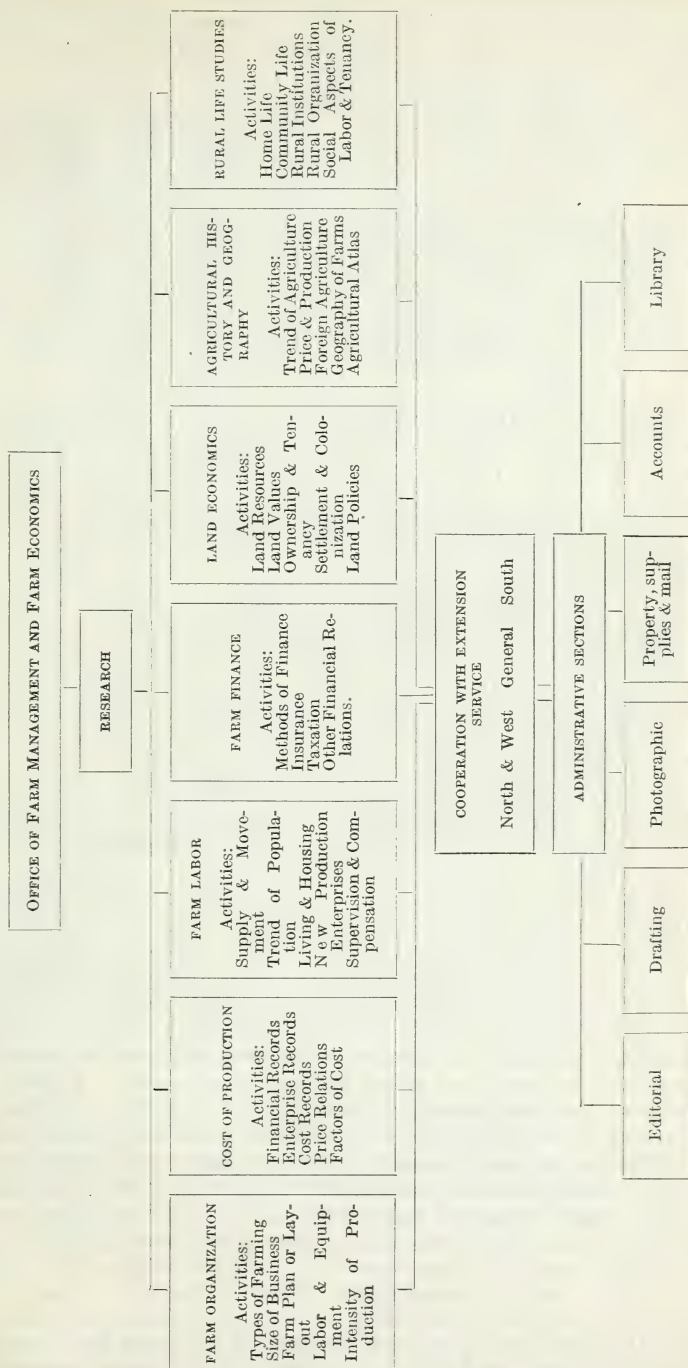 OFFICE OF FARM MANAGEMENT AND FARM ECONOMICS
RESEARCH
FARM ORGANIZATION
Activities:
Types of Farming
Size of Business
Farm Plan or Lay-
out
Labor & Equip-
ment
Intensity of Pro-
duction
COST OF PRODUCTION
Activities:
Financial Records
Enterprise Records
Cost Records
Price Relations
Factors of Cost
FARM LABOR
Activities:
Supply & Move-
ment
Trend of Popula-
tion
Living & Housing
New Production
Enterprises
Supervision & Com-
pensation
FARM FINANCE
Activities:
Methods of Finance
Insurance
Taxation
Other Financial Re-
lations.
LAND ECONOMICS
Activities:
Land Resources
Land Values
Ownership & Ten-
ancy
Settlement & Colo-
nization
Land Policies
AGRICULTURAL HIS-
TORY AND GEOG-
RAPHY
Activities:
Trend of Agriculture
Price & Production
Foreign Agriculture
Geography of Farms
Agricultural Atlas
RURAL LIFE STUDIES
Activities:
Home Life
Community Life
Rural Institutions
Rural Organization
Social Aspects of
Labor & Tenancy.
COOPERATION WITH EXTENSION
SERVICE
North & West General South
ADMINISTRATIVE SECTIONS
Editorial
Drafting
Photographic
Property, sup-
plies & mail
Accounts
Library